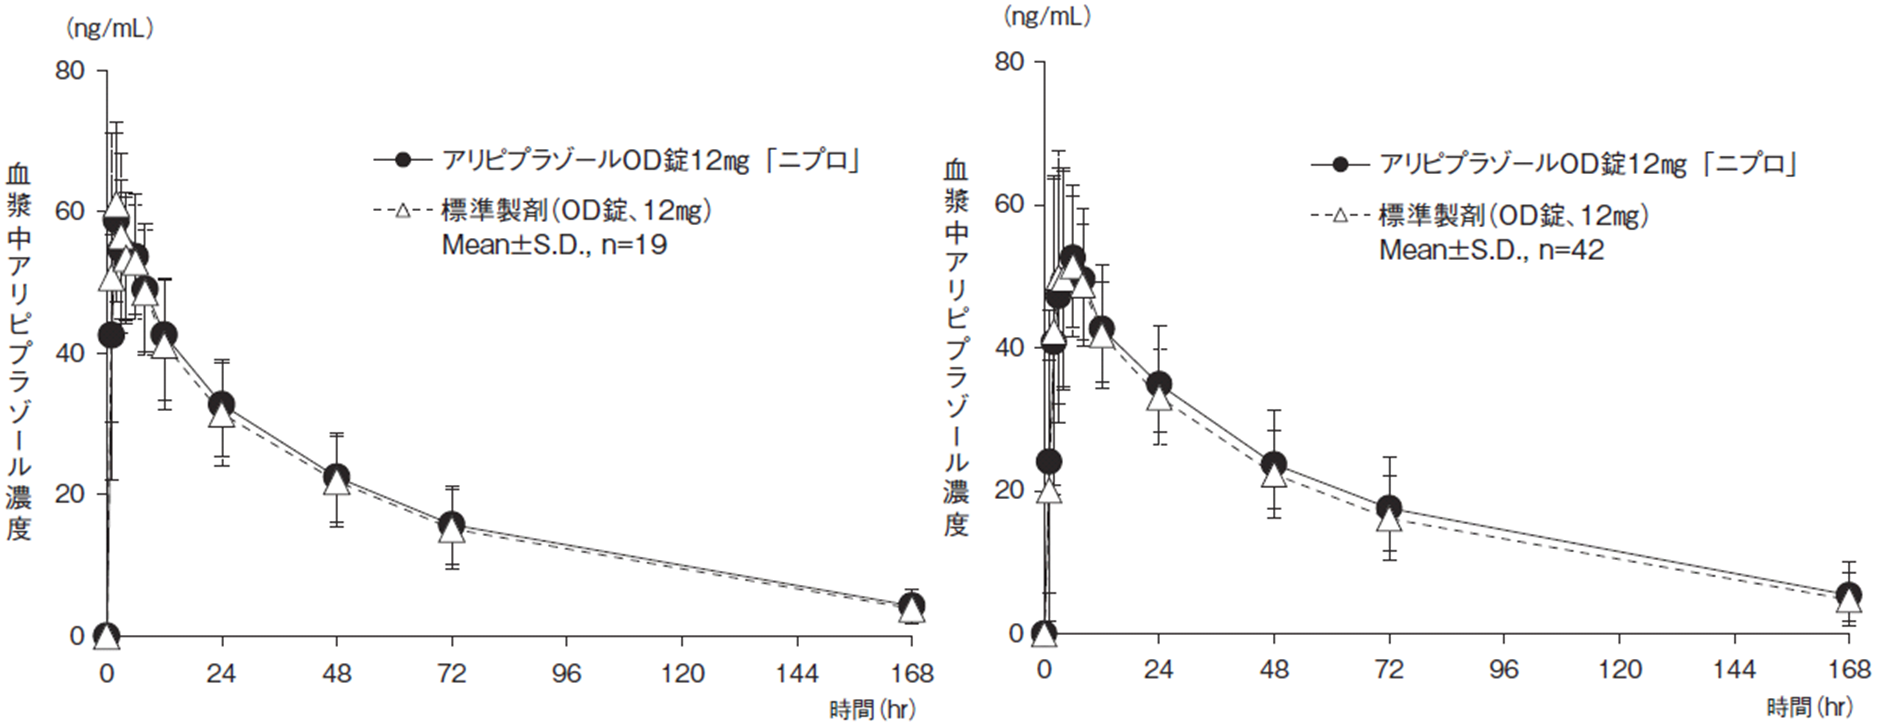 (ng/mL)
80
60
40
20
0
血漿中アリピプラゾール濃度
アリピプラゾールOD錠12mg「ニプロ」
標準製剤(OD錠、12mg)
Mean±S.D., n=19
0 24 48 72 96 120 144 168
時間(hr)
(ng/mL)
80
60
40
20
0
血漿中アリピプラゾール濃度
アリピプラゾールOD錠12mg「ニプロ」
標準製剤(OD錠、12mg)
Mean±S.D., n=42
0 24 48 72 96 120 144 168
時間(hr)